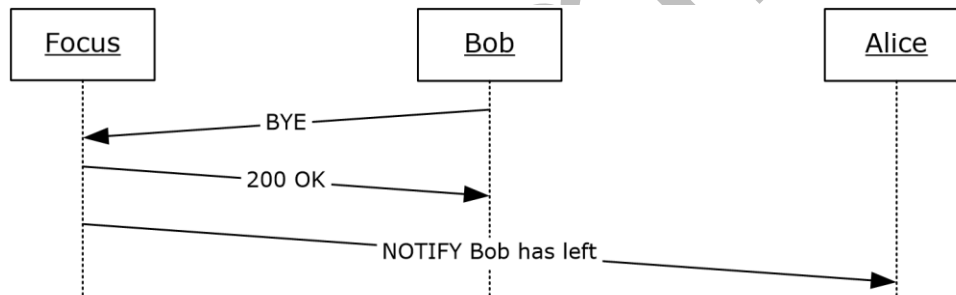 Focus
Bob
Alice
BYE
200 OK
NOTIFY Bob has left